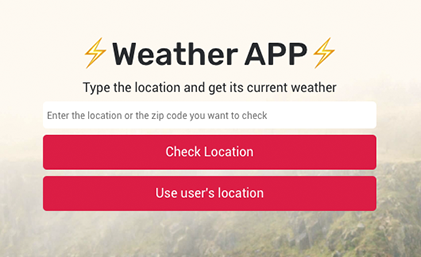 Weather APP
Type the location and get its current weather
Enter the location or the zip code you want to check
Check Location
Use user's location